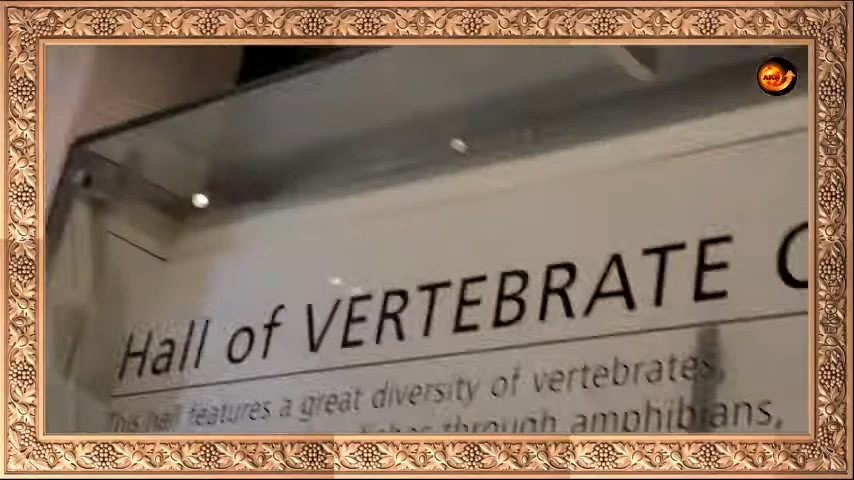 Hall of VERTEBRATE
This hall features a great diversity of vertebrates,
through amphibians,